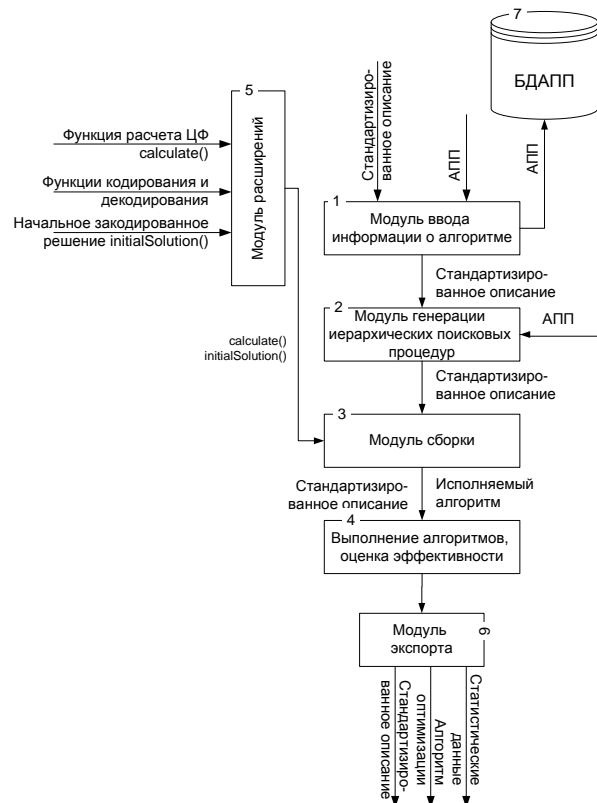 7
БДАПП
Стандартизиро-
ванное описание
АПП
АПП
5
Модуль расширений
Функция расчета ЦФ
calculate()
Функции кодирования и
декодирования
Начальное закодированное
решение initialSolution()
1
Модуль ввода
информации о алгоритме
Стандартизиро-
ванное описание
2
Модуль генерации
иерархических поисковых
процедур
АПП
calculate()
initialSolution()
Стандартизиро-
ванное описание
3
Модуль сборки
Стандартизиро-
ванное описание
Исполняемый
алгоритм
4
Выполнение алгоритмов,
оценка эффективности
6
Модуль
экспорта
Стандартизиро-
ванное описание
Алгоритм
оптимизации
Статистические
данные